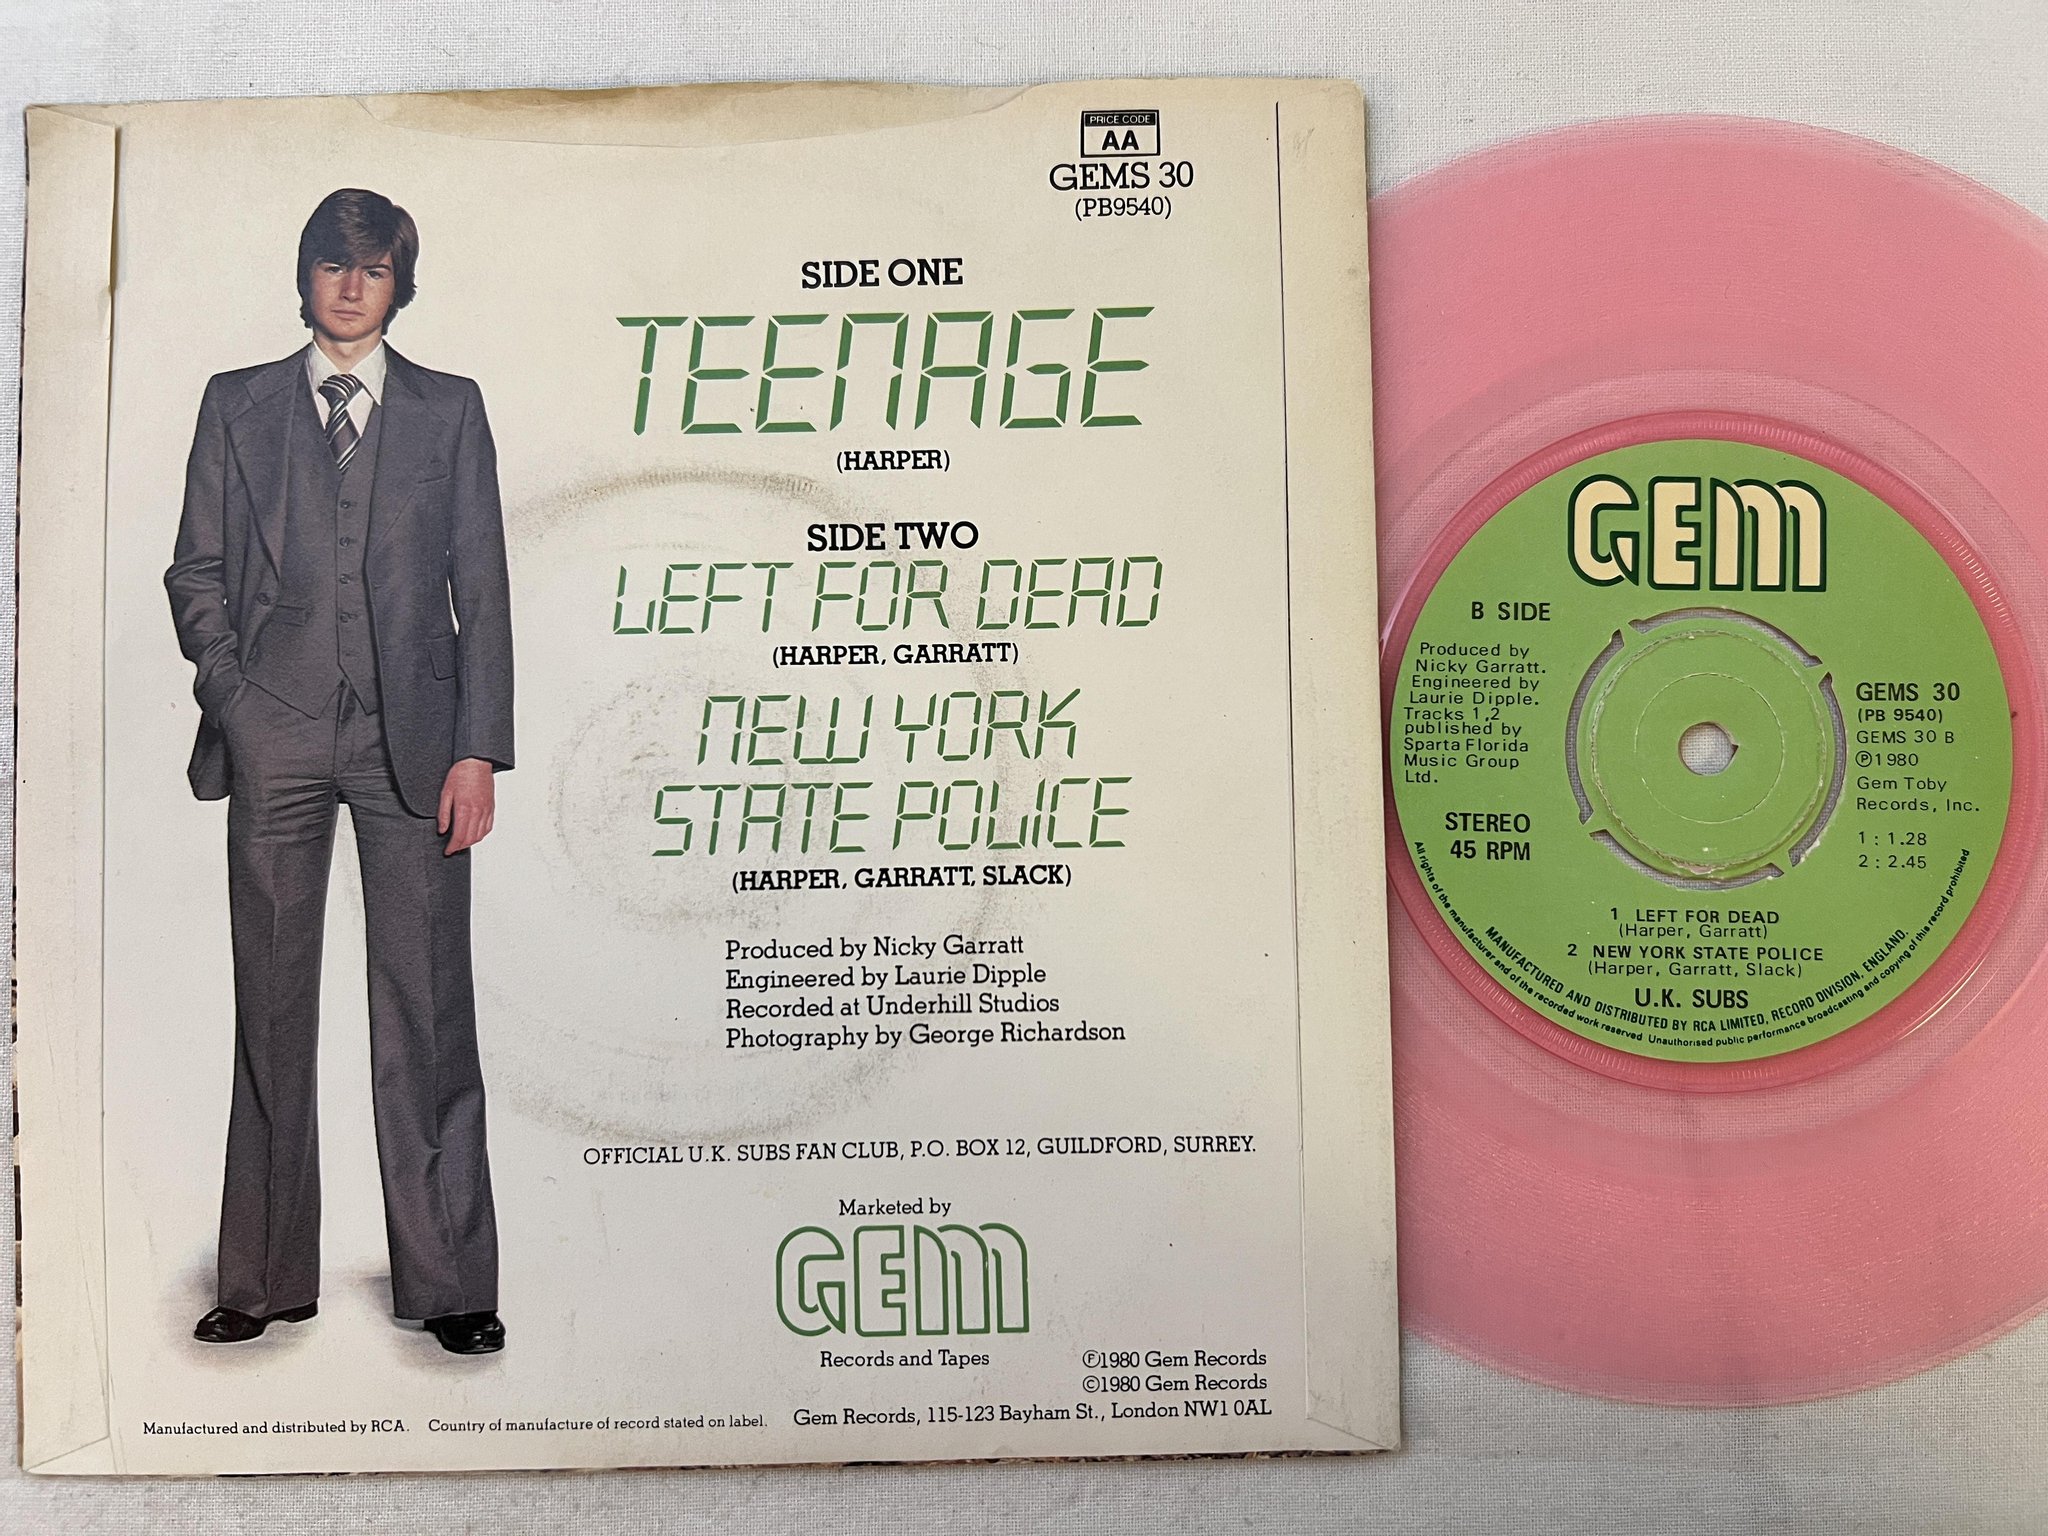 PRICE CODE
AA
GEMS 30
(PB9540)
SIDE ONE
TEENAGE
(HARPER)
SIDE TWO
LEFT FOR DEAD
(HARPER, GARRATT)
NEW YORK
STATE POLICE
(HARPER, GARRATT, SLACK)
Produced by Nicky Garratt
Engineered by Laurie Dipple
Recorded at Underhill Studios
Photography by George Richardson
OFFICIAL U.K. SUBS FAN CLUB, P.O. BOX 12, GUILDFORD, SURREY.
Marketed by
GEM
Records and Tapes
℗1980 Gem Records
©1980 Gem Records
Gem Records, 115-123 Bayham St., London NW1 0AL
Manufactured and distributed by RCA. Country of manufacture of record stated on label.
GEM
B SIDE
Produced by
Nicky Garratt.
Engineered by
Laurie Dipple.
Tracks 1,2
published by
Sparta Florida
Music Group
Ltd.
STEREO
45 RPM
GEMS 30
(PB 9540)
GEMS 30 B
℗1980
Gem Toby
Records, Inc.
1 : 1.28
2 : 2.45
1 LEFT FOR DEAD
(Harper, Garratt)
2 NEW YORK STATE POLICE
(Harper, Garratt, Slack)
U.K. SUBS
MANUFACTURED AND DISTRIBUTED BY RCA LIMITED, RECORD DIVISION, ENGLAND.
All rights of the manufacturer and of the recorded work reserved Unauthorised public performance broadcasting and copying of this record prohibited